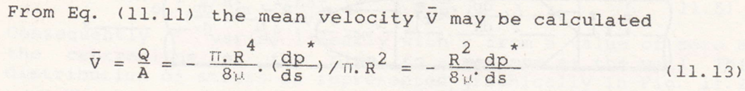 From Eq. (11.11) the mean velocity V̄ may be calculated
V̄ = Q/A = - π.R⁴/8μ . (dp*/ds) / π.R² = - R²/8μ . dp*/ds (11.13)